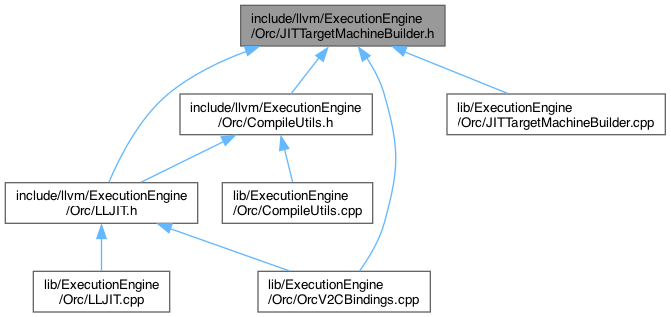 include/llvm/ExecutionEngine
/Orc/JITTargetMachineBuilder.h
include/llvm/ExecutionEngine
/Orc/CompileUtils.h
lib/ExecutionEngine
/Orc/JITTargetMachineBuilder.cpp
include/llvm/ExecutionEngine
/Orc/LLJIT.h
lib/ExecutionEngine
/Orc/CompileUtils.cpp
lib/ExecutionEngine
/Orc/LLJIT.cpp
lib/ExecutionEngine
/Orc/OrcV2CBindings.cpp